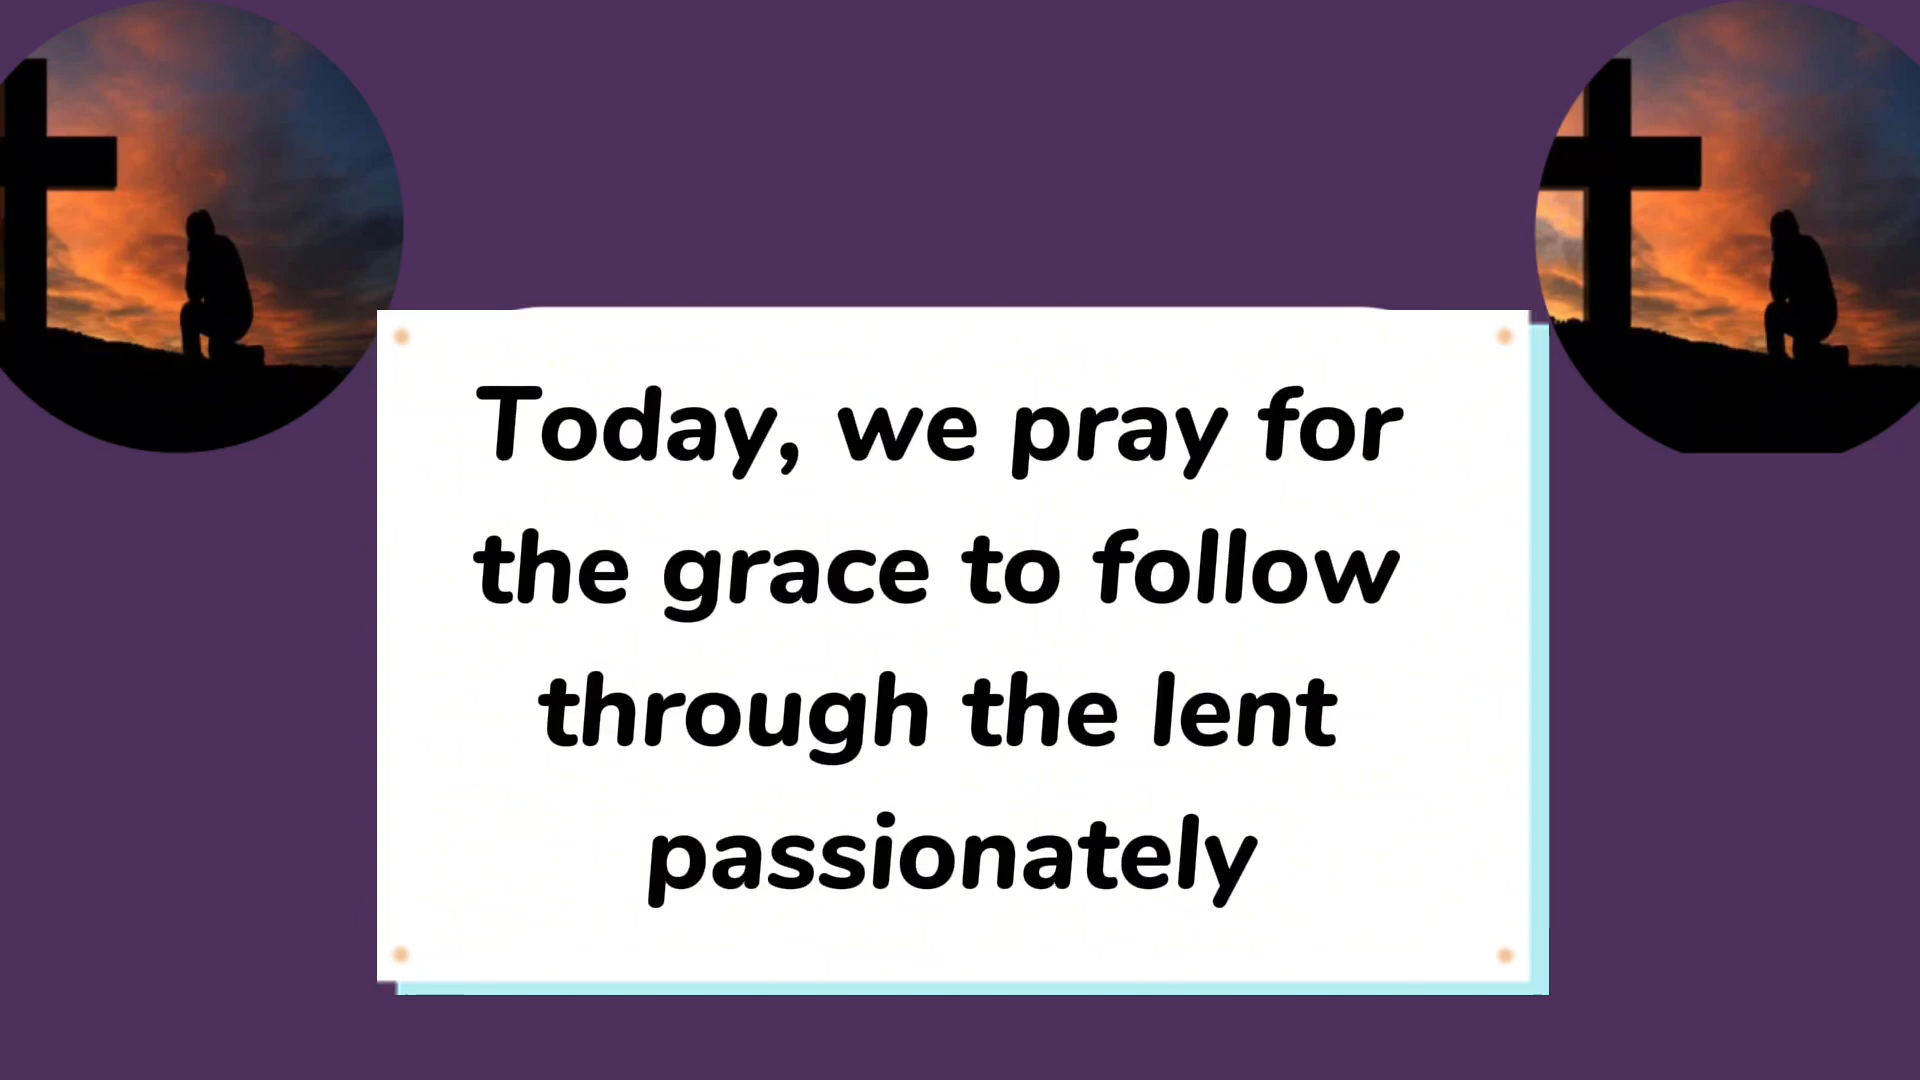 Today, we pray for
the grace to follow
through the lent
passionately